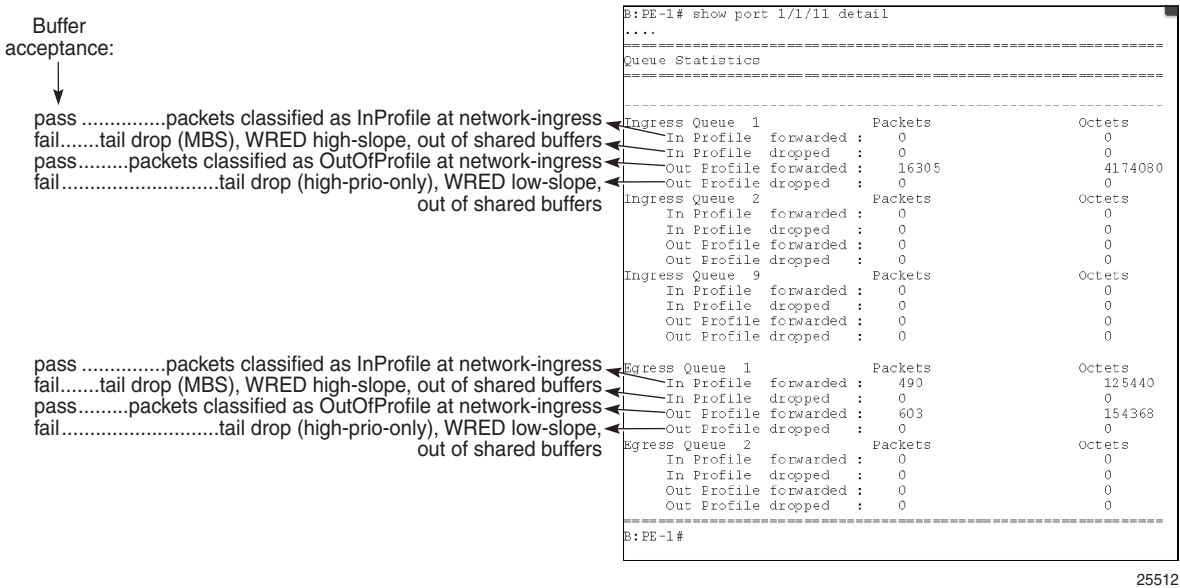 Buffer
acceptance:
pass ...............packets classified as InProfile at network-ingress
fail.......tail drop (MBS), WRED high-slope, out of shared buffers
pass.........packets classified as OutOfProfile at network-ingress
fail............................tail drop (high-prio-only), WRED low-slope,
out of shared buffers
pass ...............packets classified as InProfile at network-ingress
fail.......tail drop (MBS), WRED high-slope, out of shared buffers
pass.........packets classified as OutOfProfile at network-ingress
fail............................tail drop (high-prio-only), WRED low-slope,
out of shared buffers
B:PE-1# show port 1/1/11 detail
....
===============================================================
Queue Statistics
===============================================================
---------------------------------------------------------------
Ingress Queue 1 Packets Octets
In Profile forwarded : 0 0
In Profile dropped : 0 0
Out Profile forwarded : 16305 4174080
Out Profile dropped : 0 0
Ingress Queue 2 Packets Octets
In Profile forwarded : 0 0
In Profile dropped : 0 0
Out Profile forwarded : 0 0
Out Profile dropped : 0 0
Ingress Queue 9 Packets Octets
In Profile forwarded : 0 0
In Profile dropped : 0 0
Out Profile forwarded : 0 0
Out Profile dropped : 0 0
Egress Queue 1 Packets Octets
In Profile forwarded : 490 125440
In Profile dropped : 0 0
Out Profile forwarded : 603 154368
Out Profile dropped : 0 0
Egress Queue 2 Packets Octets
In Profile forwarded : 0 0
In Profile dropped : 0 0
Out Profile forwarded : 0 0
Out Profile dropped : 0 0
===============================================================
B:PE-1#
25512